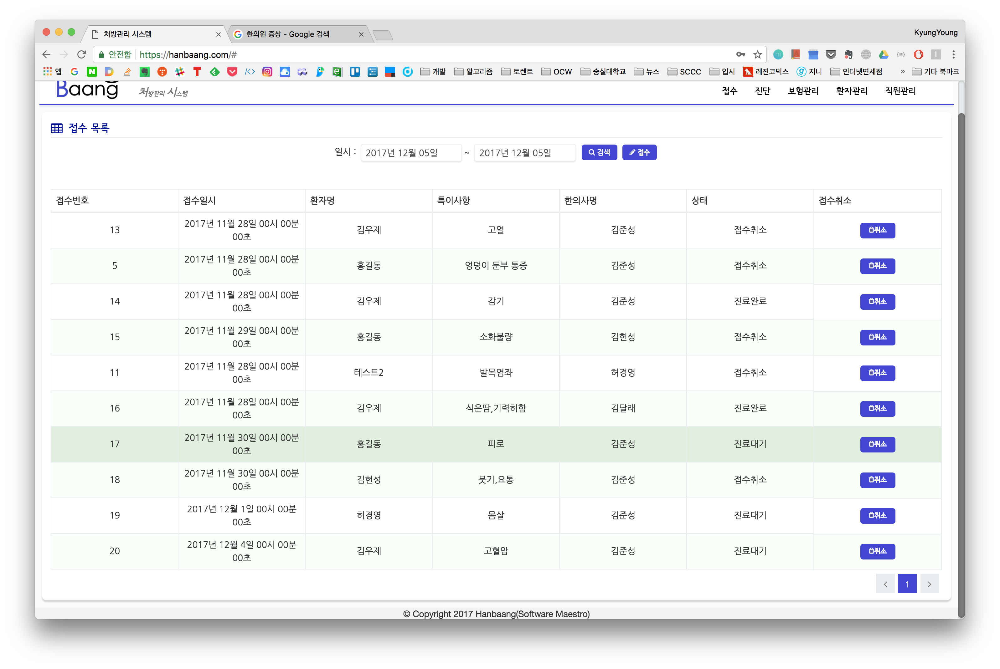 처방관리 시스템
한의원 증상 - Google 검색
KyungYoung
안전함 https://hanbaang.com/#
앱 개발 알고리즘 토렌트 OCW 숭실대학교 뉴스 SCCC 입시 레진코믹스 지니 인터넷면세점 » 기타 북마크
Baang 처방관리 시스템 접수 진단 보험관리 환자관리 직원관리
접수 목록
일시 : 2017년 12월 05일 ~ 2017년 12월 05일 검색 접수
접수번호 접수일시 환자명 특이사항 한의사명 상태 접수취소
13 2017년 11월 28일 00시 00분 00초 김우제 고열 김준성 접수취소 취소
5 2017년 11월 28일 00시 00분 00초 홍길동 엉덩이 둔부 통증 김준성 접수취소 취소
14 2017년 11월 28일 00시 00분 00초 김우제 감기 김준성 진료완료 취소
15 2017년 11월 29일 00시 00분 00초 홍길동 소화불량 김헌성 접수취소 취소
11 2017년 11월 28일 00시 00분 00초 테스트2 발목염좌 허경영 접수취소 취소
16 2017년 11월 28일 00시 00분 00초 김우제 식은땀,기력허함 김달래 진료완료 취소
17 2017년 11월 30일 00시 00분 00초 홍길동 피로 김준성 진료대기 취소
18 2017년 11월 30일 00시 00분 00초 김헌성 붓기,요통 김준성 접수취소 취소
19 2017년 12월 1일 00시 00분 00초 허경영 몸살 김준성 진료대기 취소
20 2017년 12월 4일 00시 00분 00초 김우제 고혈압 김준성 진료대기 취소
1
© Copyright 2017 Hanbaang(Software Maestro)